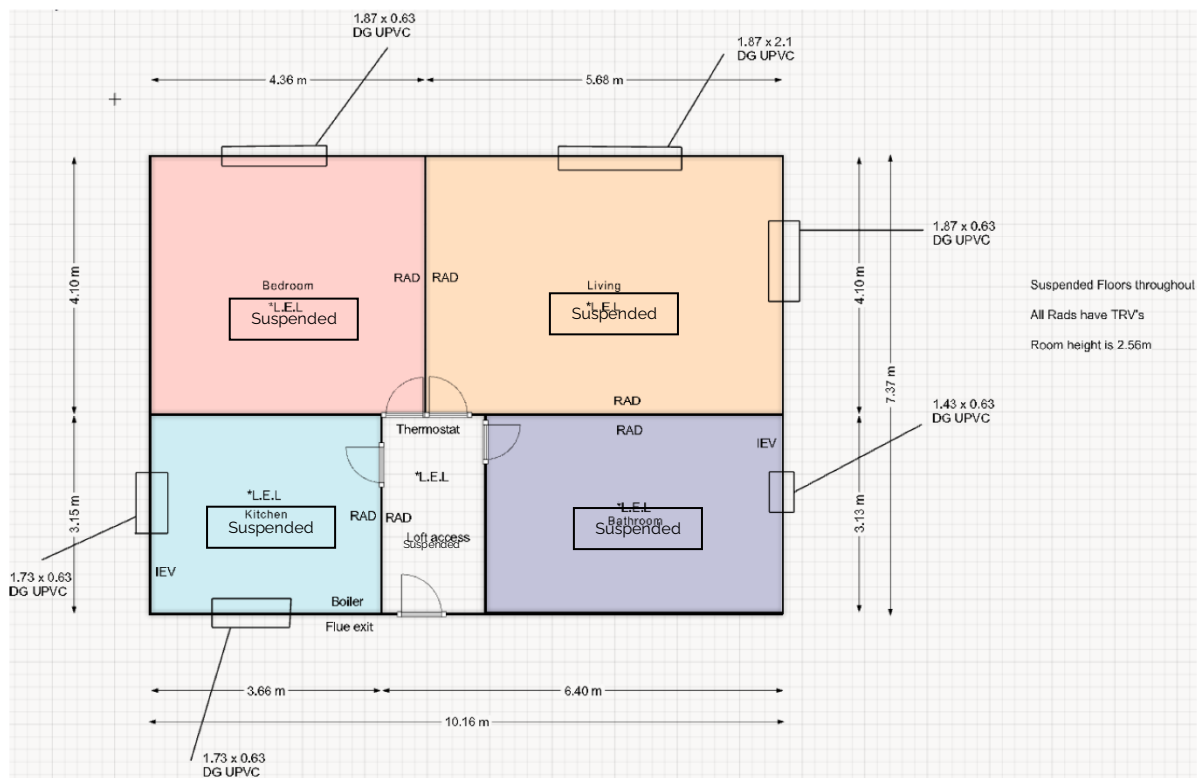 1.87 x 0.63
DG UPVC
1.87 x 2.1
DG UPVC
4.36 m
5.68 m
1.87 x 0.63
DG UPVC
4.10 m
4.10 m
7.37 m
RAD
RAD
Bedroom
*L.E.L
Suspended
Living
*L.E.L
Suspended
Suspended Floors throughout
All Rads have TRV's
Room height is 2.56m
RAD
1.43 x 0.63
DG UPVC
Thermostat
RAD
IEV
*L.E.L
3.15 m
*L.E.L
Kitchen
Suspended
RAD
RAD
Loft access
Suspended
*L.E.L
Bathroom
Suspended
3.13 m
1.73 x 0.63
DG UPVC
IEV
Boiler
Flue exit
3.66 m
6.40 m
10.16 m
1.73 x 0.63
DG UPVC